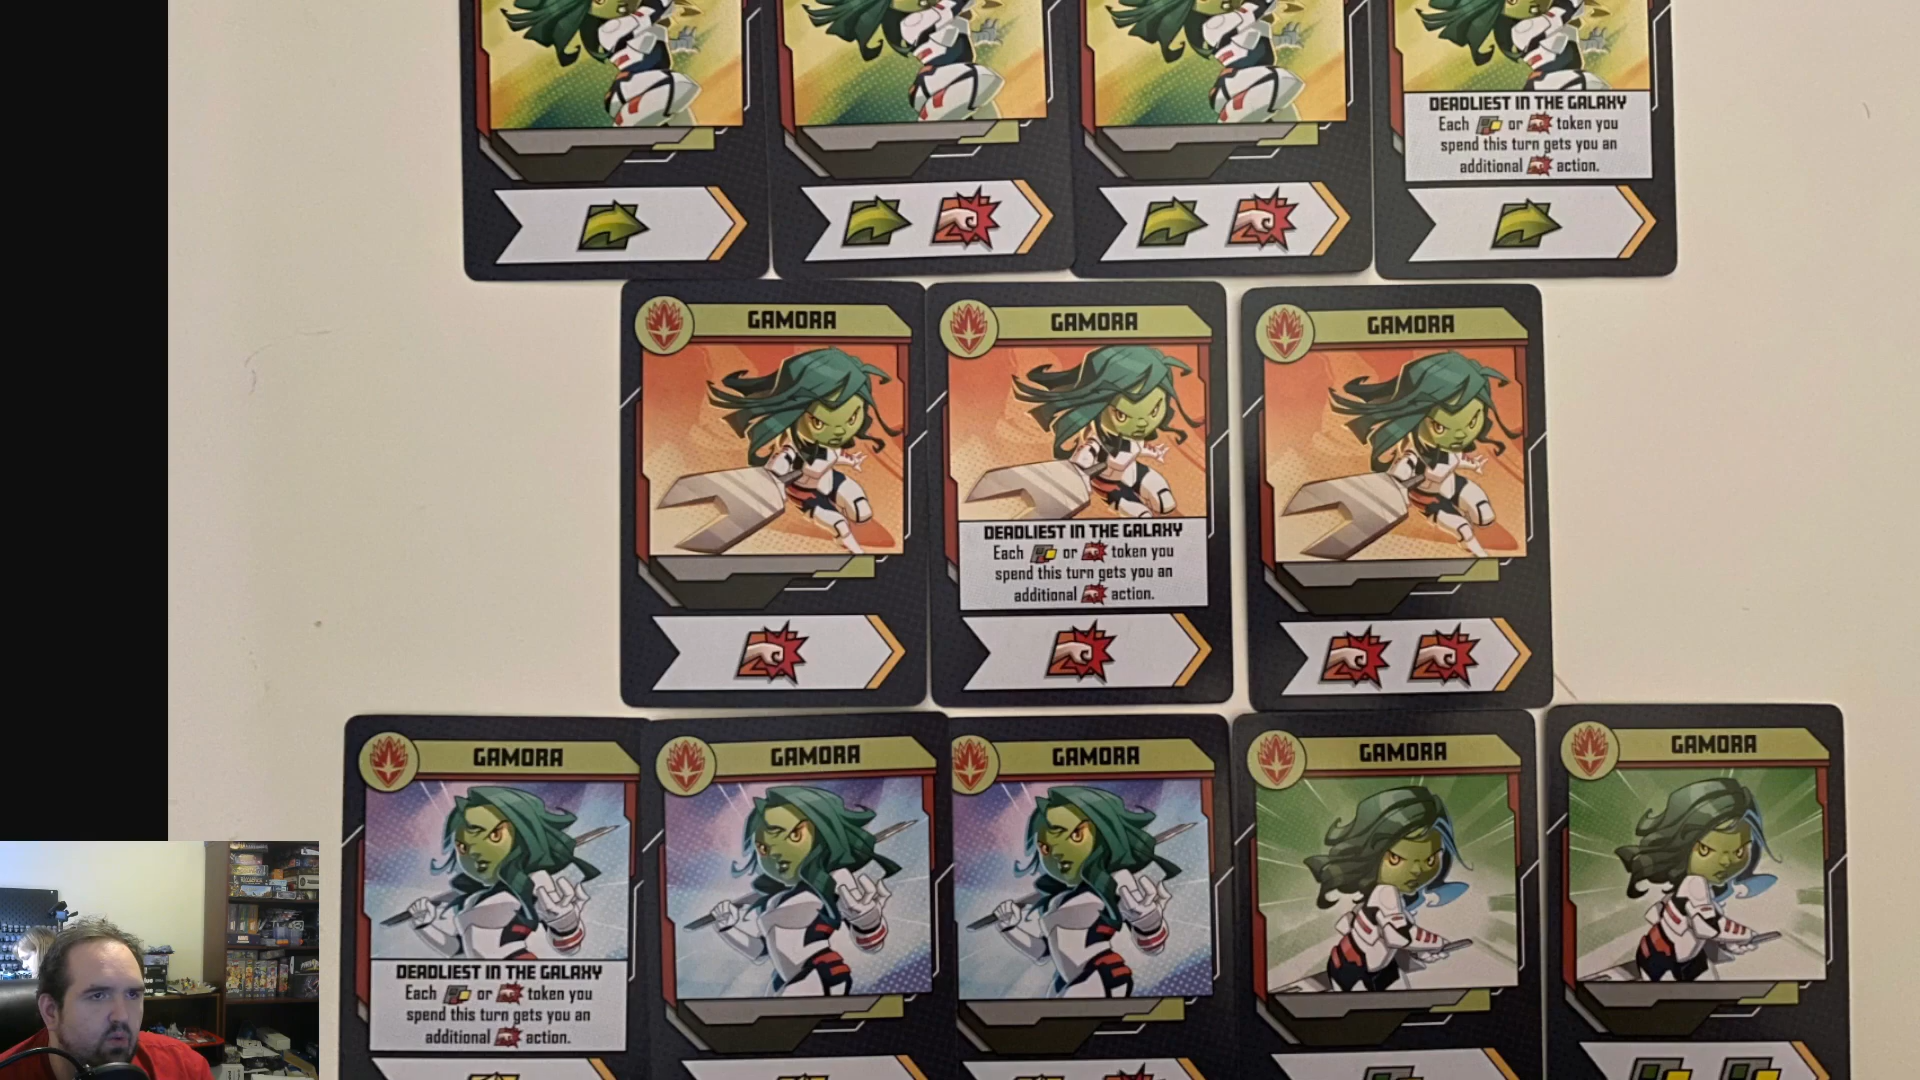 DEADLIEST IN THE GALAXY
Each or token you
spend this turn gets you an
additional action.
GAMORA
GAMORA
GAMORA
DEADLIEST IN THE GALAXY
Each or token you
spend this turn gets you an
additional action.
GAMORA
GAMORA
GAMORA
GAMORA
GAMORA
DEADLIEST IN THE GALAXY
Each or token you
spend this turn gets you an
additional action.